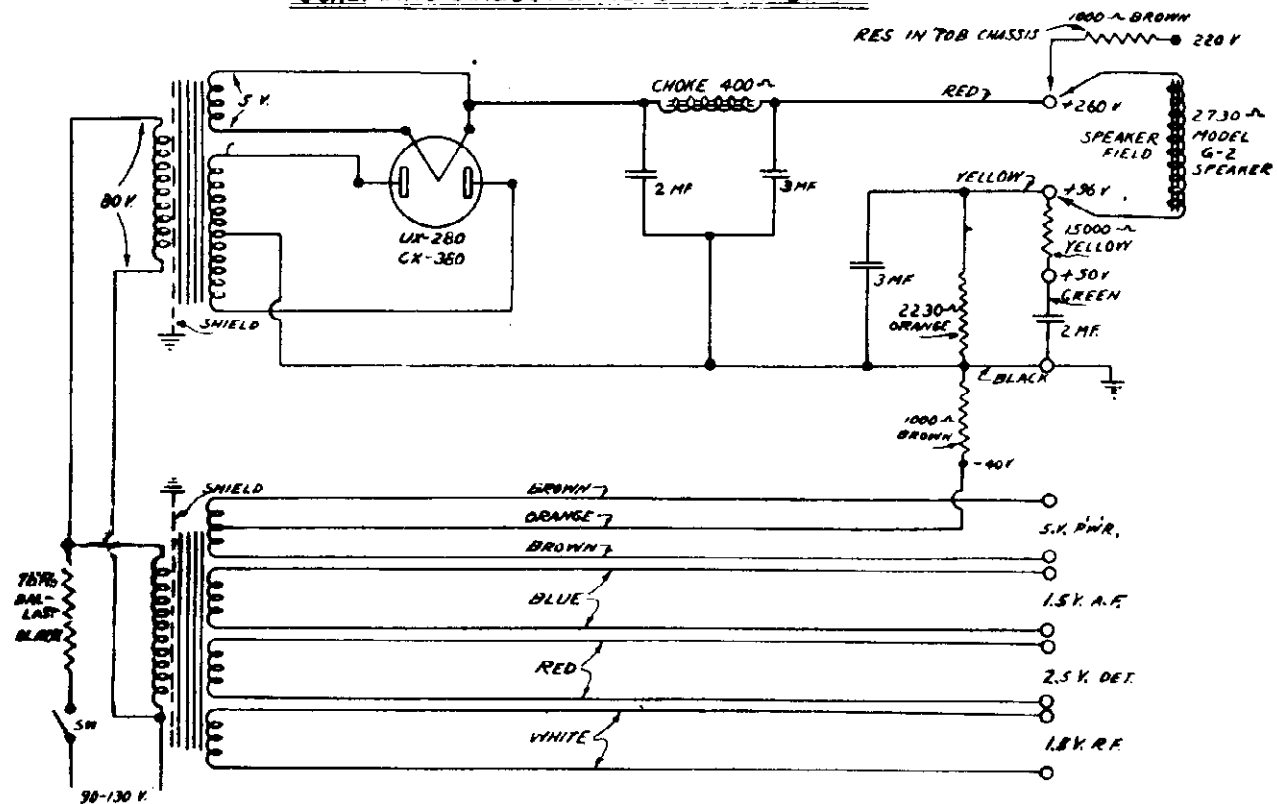 1000 ~ BROWN
RES IN TOB CHASSIS
220 V
5 V.
CHOKE 400 ~
RED
+260 V
2730 ~
MODEL
G-2
SPEAKER
SPEAKER
FIELD
80 V.
2 MF
3 MF
YELLOW
+96 V
UX-280
CX-380
15000 ~
YELLOW
+50 V
GREEN
3 MF
2230 ~
ORANGE
2 MF.
SHIELD
BLACK
1000 ~
BROWN
-40 V
SHIELD
BROWN
ORANGE
5 V. PWR.
BROWN
BAL-
LAST
BLACK
BLUE
1.5 V. A.F.
RED
2.5 V. DET.
SW
WHITE
1.8 V. R.F.
90-130 V.